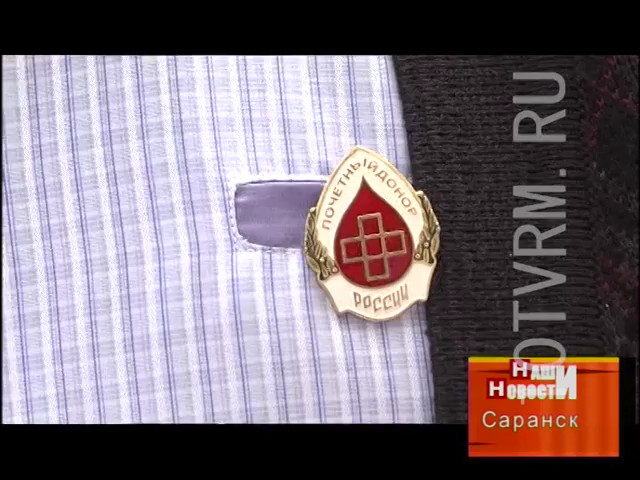 ПОЧЕТНЫЙ ДОНОР
РОССИИ
OTVRM.RU
НАШИ
НовостИ
Саранск